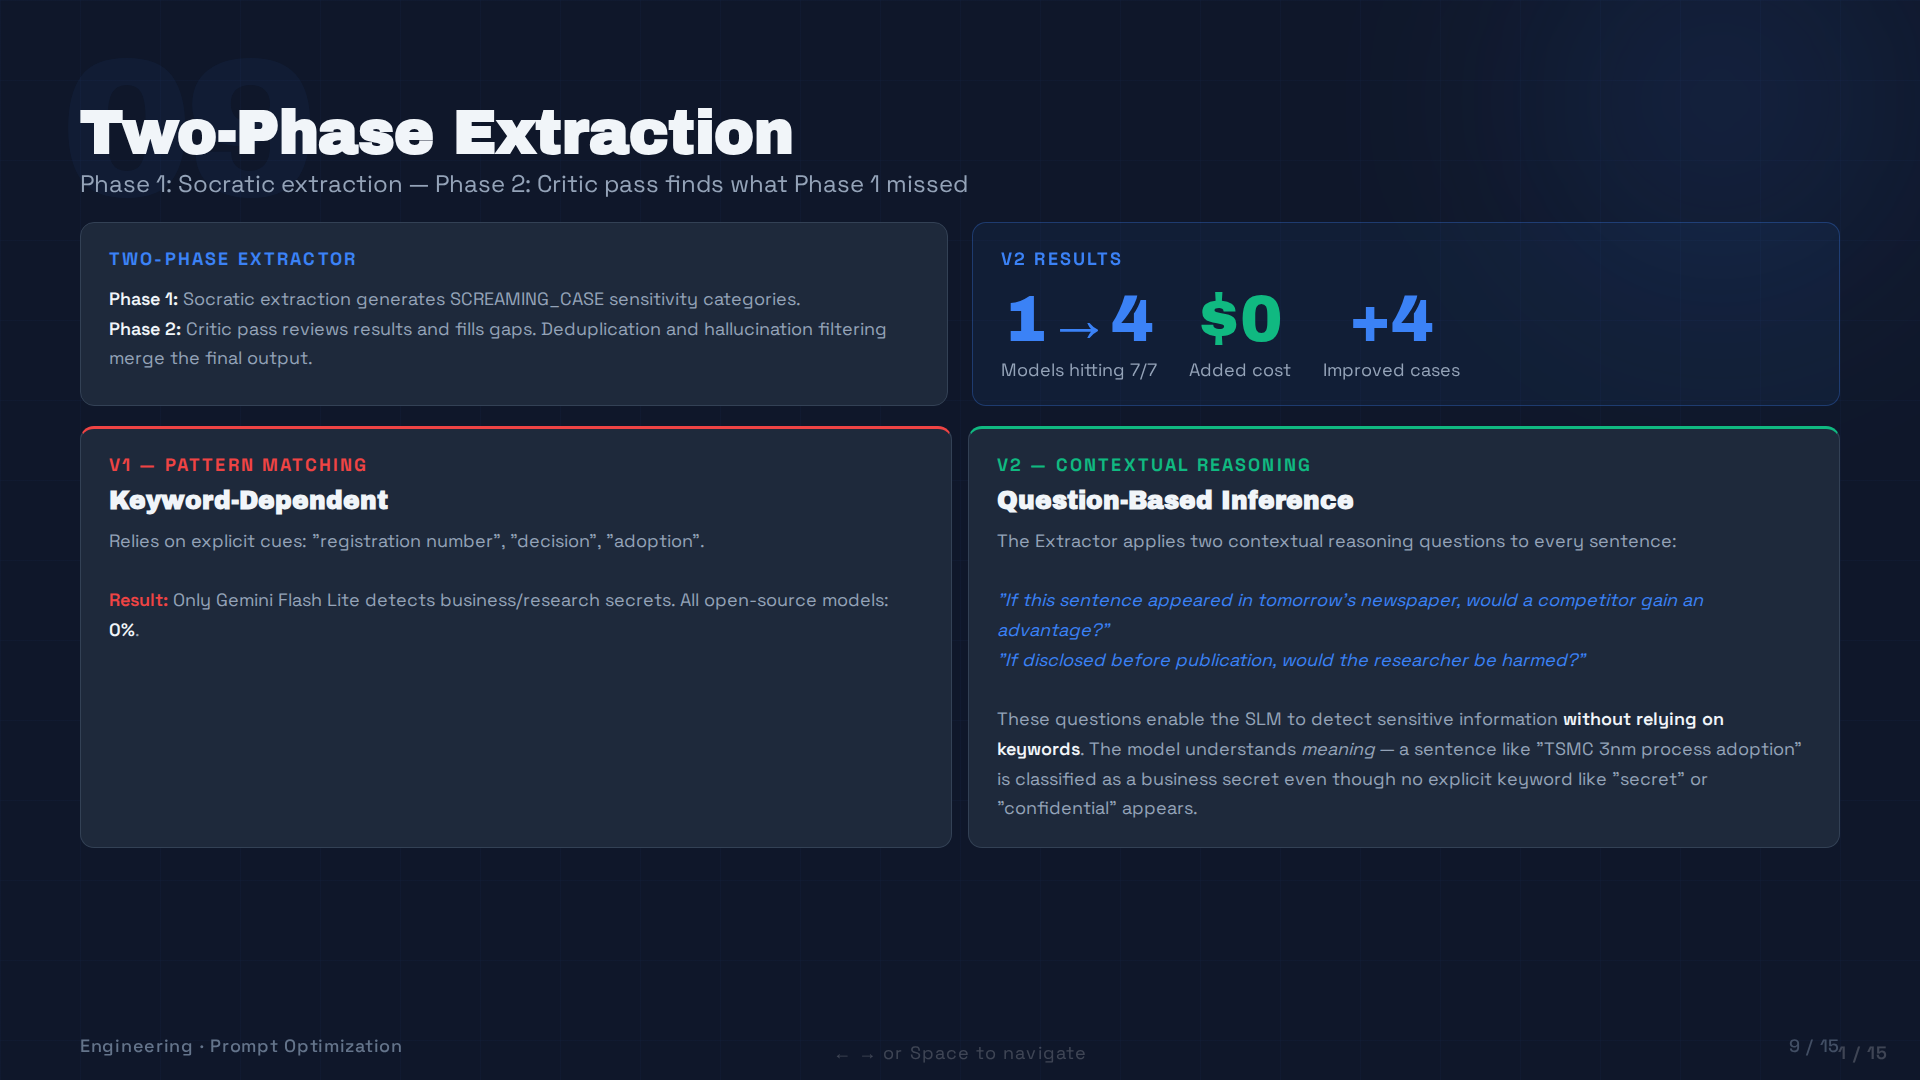 09
Two-Phase Extraction
Phase 1: Socratic extraction — Phase 2: Critic pass finds what Phase 1 missed
TWO-PHASE EXTRACTOR
Phase 1: Socratic extraction generates SCREAMING_CASE sensitivity categories.
Phase 2: Critic pass reviews results and fills gaps. Deduplication and hallucination filtering
merge the final output.
V2 RESULTS
1→4 $0 +4
Models hitting 7/7 Added cost Improved cases
V1 — PATTERN MATCHING
Keyword-Dependent
Relies on explicit cues: ”registration number”, ”decision”, ”adoption”.
Result: Only Gemini Flash Lite detects business/research secrets. All open-source models:
0%.
V2 — CONTEXTUAL REASONING
Question-Based Inference
The Extractor applies two contextual reasoning questions to every sentence:
”If this sentence appeared in tomorrow’s newspaper, would a competitor gain an
advantage?”
”If disclosed before publication, would the researcher be harmed?”
These questions enable the SLM to detect sensitive information without relying on
keywords. The model understands meaning — a sentence like ”TSMC 3nm process adoption”
is classified as a business secret even though no explicit keyword like ”secret” or
”confidential” appears.
Engineering · Prompt Optimization
← → or Space to navigate
9 / 15
1 / 15